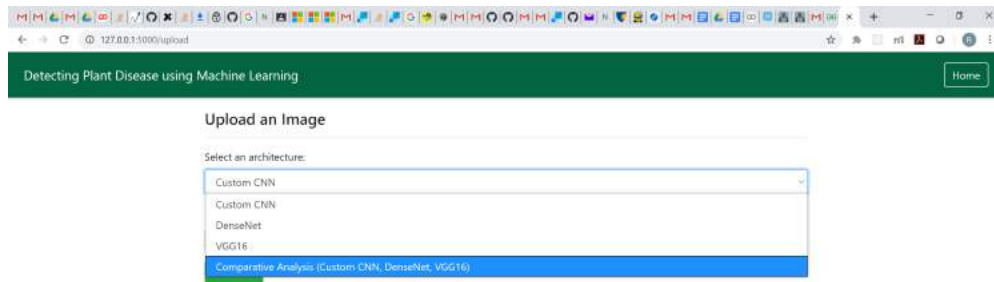 127.0.0.1:5000/upload
Detecting Plant Disease using Machine Learning
Home
Upload an Image
Select an architecture:
Custom CNN
Custom CNN
DenseNet
VGG16
Comparative Analysis (Custom CNN, DenseNet, VGG16)